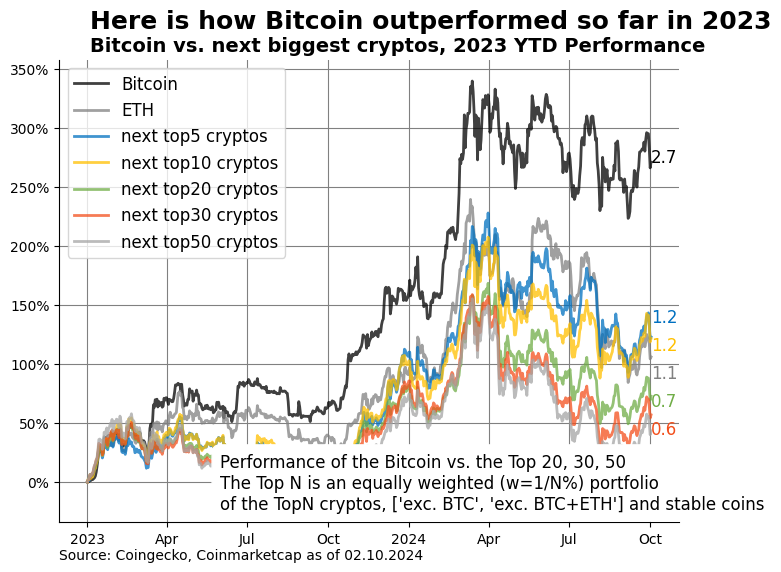 Here is how Bitcoin outperformed so far in 2023
Bitcoin vs. next biggest cryptos, 2023 YTD Performance
350%
300%
250%
200%
150%
100%
50%
0%
Bitcoin
ETH
next top5 cryptos
next top10 cryptos
next top20 cryptos
next top30 cryptos
next top50 cryptos
2.7
1.2
1.2
1.1
0.7
0.6
Performance of the Bitcoin vs. the Top 20, 30, 50
The Top N is an equally weighted (w=1/N%) portfolio
of the TopN cryptos, ['exc. BTC', 'exc. BTC+ETH'] and stable coins
2023 Apr Jul Oct 2024 Apr Jul Oct
Source: Coingecko, Coinmarketcap as of 02.10.2024